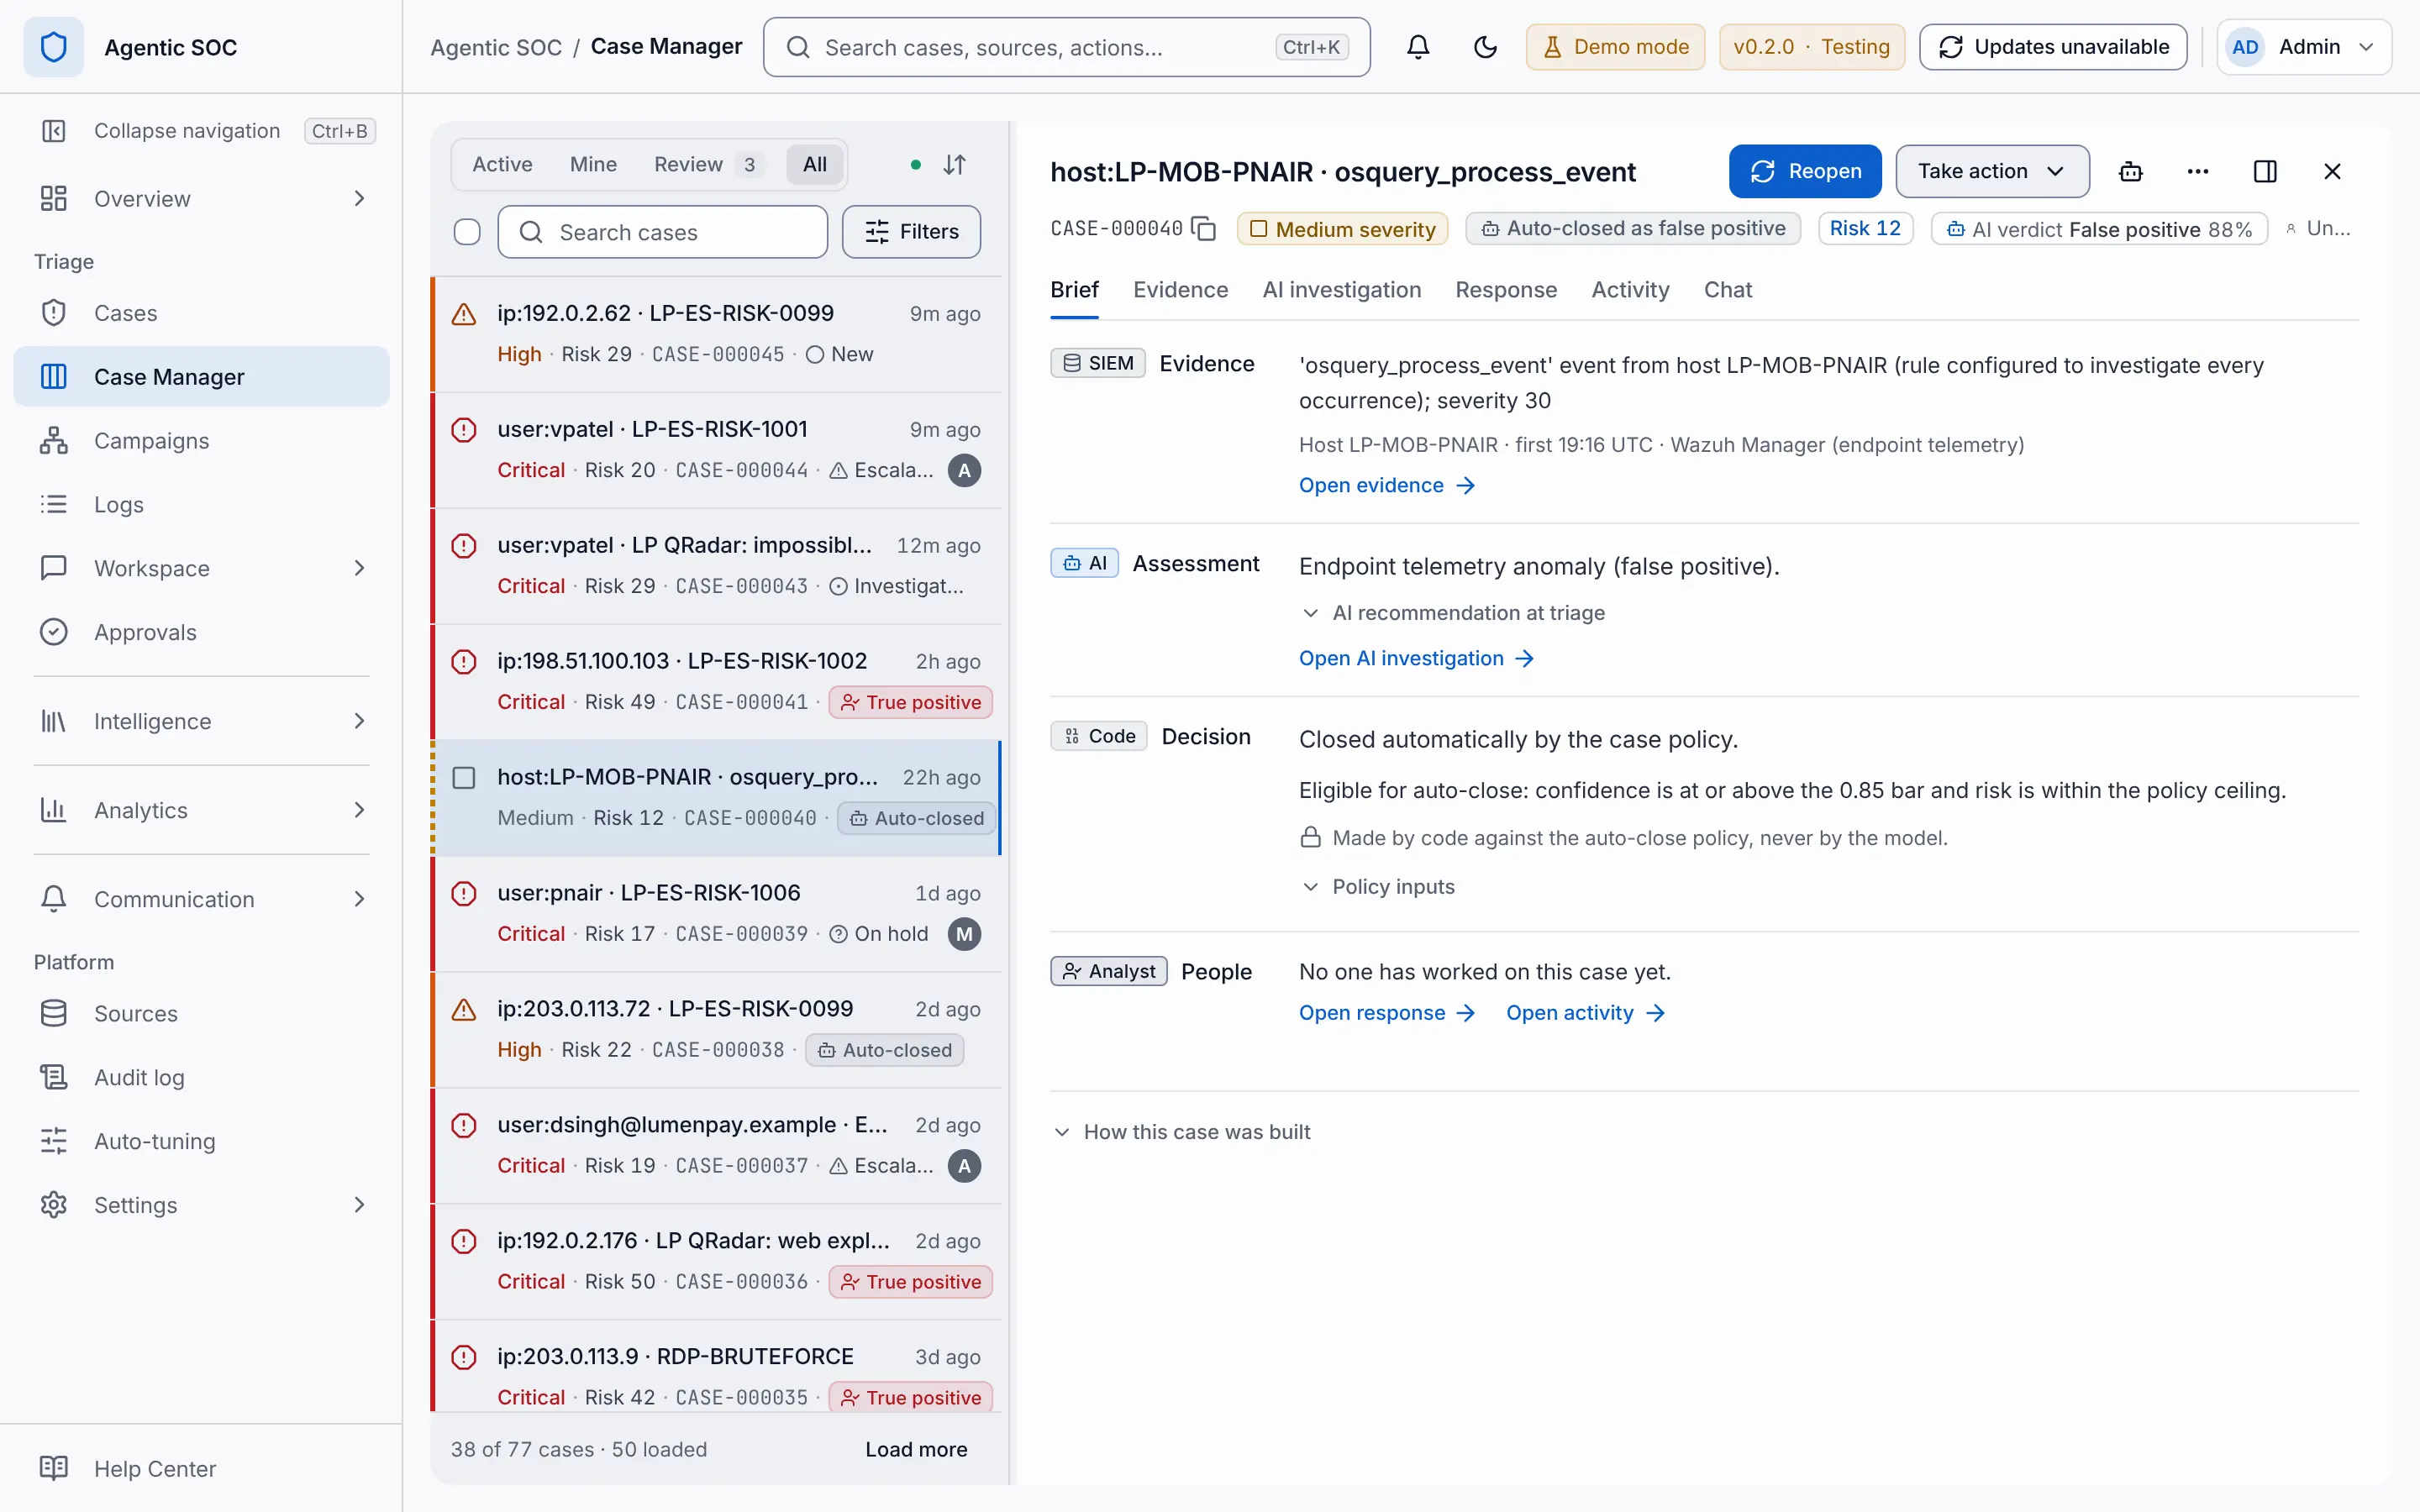 Agentic SOC
Agentic SOC / Case Manager
Search cases, sources, actions... Ctrl+K
Demo mode
v0.2.0 · Testing
Updates unavailable
AD Admin
Collapse navigation Ctrl+B
Overview
Triage
Cases
Case Manager
Campaigns
Logs
Workspace
Approvals
Intelligence
Analytics
Communication
Platform
Sources
Audit log
Auto-tuning
Settings
Help Center
Active Mine Review 3 All
Search cases
Filters
ip:192.0.2.62 · LP-ES-RISK-0099 9m ago
High · Risk 29 · CASE-000045 · New
user:vpatel · LP-ES-RISK-1001 9m ago
Critical · Risk 20 · CASE-000044 · Escala... A
user:vpatel · LP QRadar: impossibl... 12m ago
Critical · Risk 29 · CASE-000043 · Investigat...
ip:198.51.100.103 · LP-ES-RISK-1002 2h ago
Critical · Risk 49 · CASE-000041 · True positive
host:LP-MOB-PNAIR · osquery_pro... 22h ago
Medium · Risk 12 · CASE-000040 · Auto-closed
user:pnair · LP-ES-RISK-1006 1d ago
Critical · Risk 17 · CASE-000039 · On hold M
ip:203.0.113.72 · LP-ES-RISK-0099 2d ago
High · Risk 22 · CASE-000038 · Auto-closed
user:dsingh@lumenpay.example · E... 2d ago
Critical · Risk 19 · CASE-000037 · Escala... A
ip:192.0.2.176 · LP QRadar: web expl... 2d ago
Critical · Risk 50 · CASE-000036 · True positive
ip:203.0.113.9 · RDP-BRUTEFORCE 3d ago
Critical · Risk 42 · CASE-000035 · True positive
38 of 77 cases · 50 loaded Load more
host:LP-MOB-PNAIR · osquery_process_event
Reopen
Take action
CASE-000040 Medium severity Auto-closed as false positive Risk 12 AI verdict False positive 88% Un...
Brief Evidence AI investigation Response Activity Chat
SIEM Evidence
'osquery_process_event' event from host LP-MOB-PNAIR (rule configured to investigate every
occurrence); severity 30
Host LP-MOB-PNAIR · first 19:16 UTC · Wazuh Manager (endpoint telemetry)
Open evidence
AI Assessment
Endpoint telemetry anomaly (false positive).
AI recommendation at triage
Open AI investigation
Code Decision
Closed automatically by the case policy.
Eligible for auto-close: confidence is at or above the 0.85 bar and risk is within the policy ceiling.
Made by code against the auto-close policy, never by the model.
Policy inputs
Analyst People
No one has worked on this case yet.
Open response Open activity
How this case was built